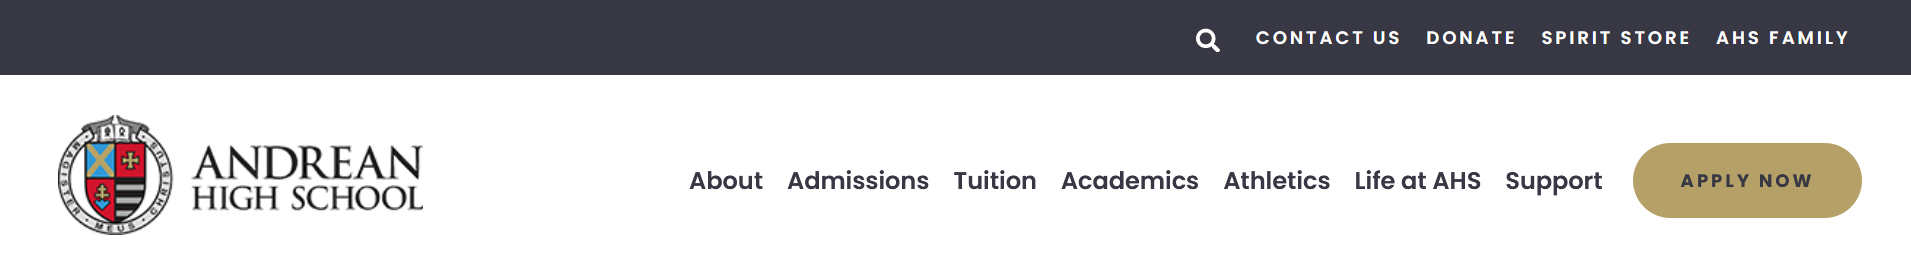 CONTACT US DONATE SPIRIT STORE AHS FAMILY
MAGISTER · MEUS · CHRISTUS
ANDREAN
HIGH SCHOOL
About Admissions Tuition Academics Athletics Life at AHS Support APPLY NOW